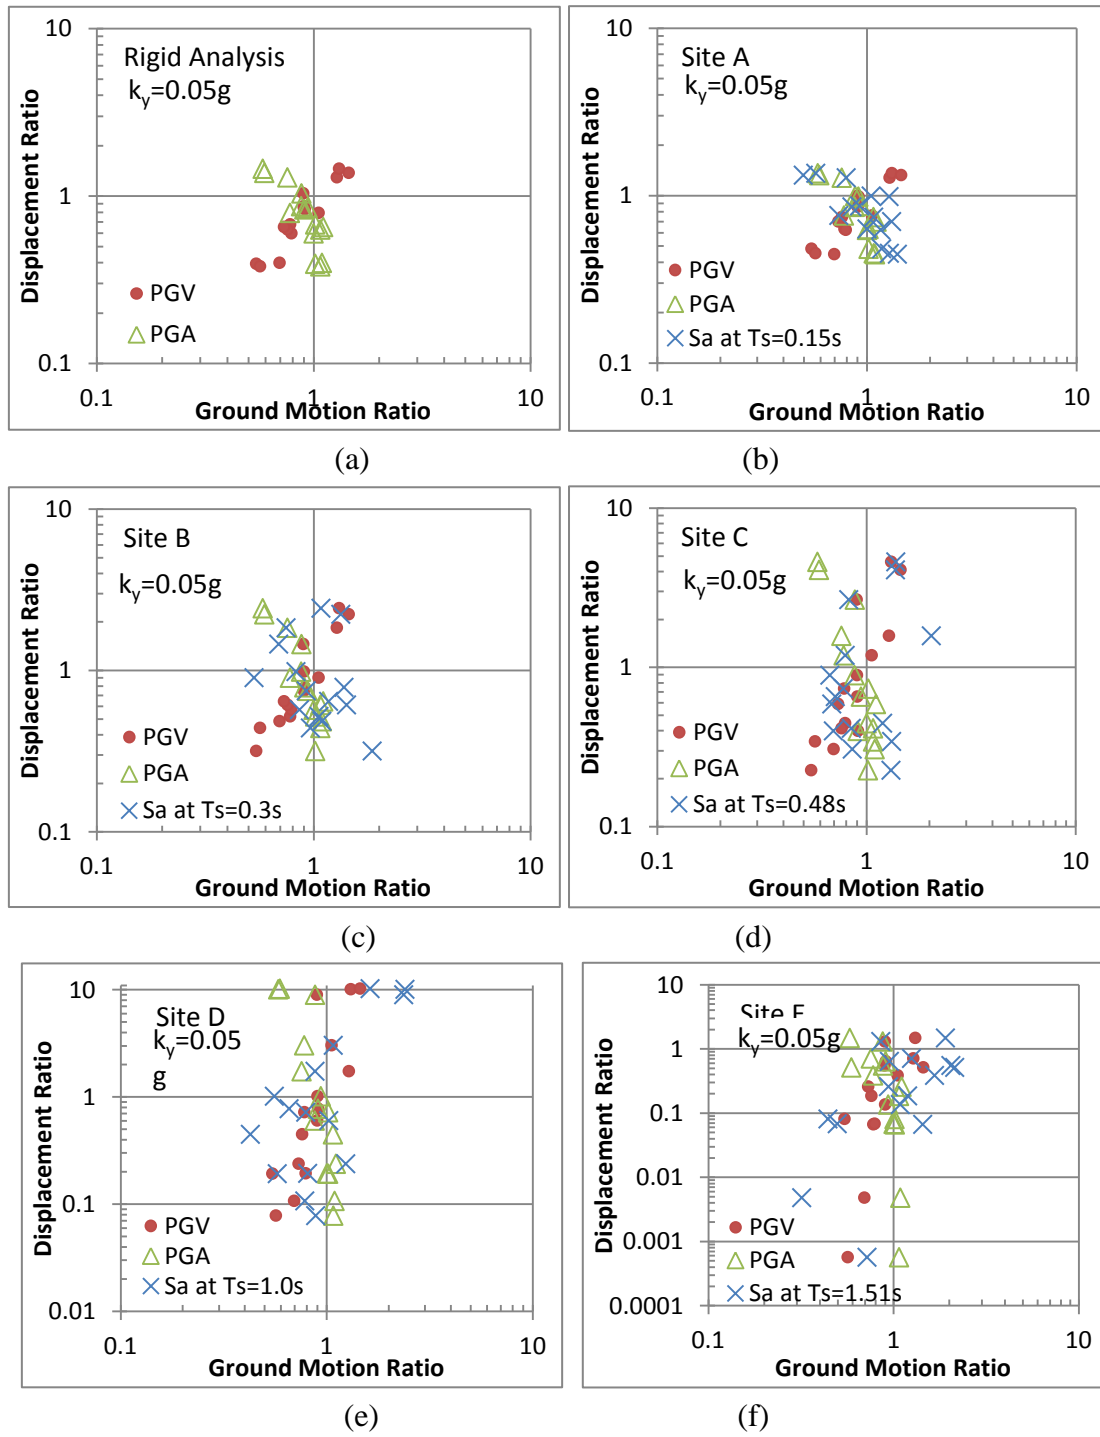 10
Rigid Analysis
ky=0.05g
Displacement Ratio
1
PGV
PGA
0.1
0.1
1
10
Ground Motion Ratio
(a)
10
Site A
ky=0.05g
Displacement Ratio
1
PGV
PGA
Sa at Ts=0.15s
0.1
0.1
1
10
Ground Motion Ratio
(b)
10
Site B
ky=0.05g
Displacement Ratio
1
PGV
PGA
Sa at Ts=0.3s
0.1
0.1
1
10
Ground Motion Ratio
(c)
10
Site C
ky=0.05g
Displacement Ratio
1
PGV
PGA
Sa at Ts=0.48s
0.1
0.1
1
10
Ground Motion Ratio
(d)
10
Site D
ky=0.05
g
Displacement Ratio
1
0.1
PGV
PGA
Sa at Ts=1.0s
0.01
0.1
1
10
Ground Motion Ratio
(e)
10
Site
ky=0.05g
Displacement Ratio
1
0.1
0.01
0.001
0.0001
PGV
PGA
Sa at Ts=1.51s
0.1
1
10
Ground Motion Ratio
(f)